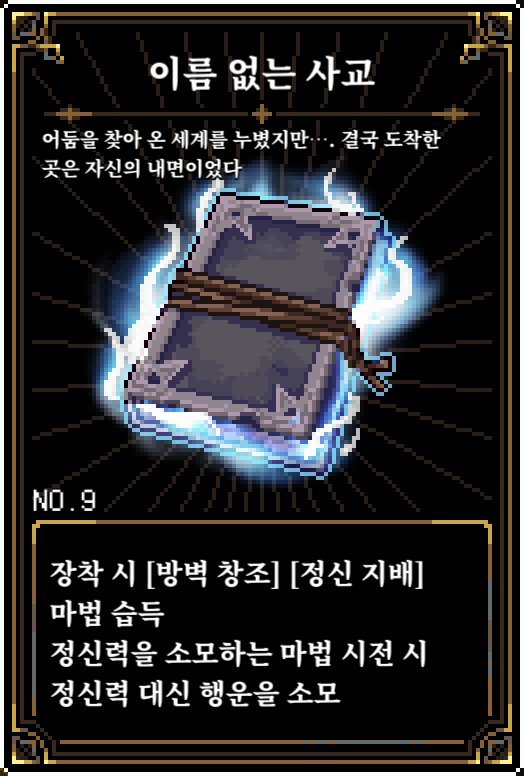 이름 없는 사교
어둠을 찾아 온 세계를 누볐지만…. 결국 도착한
곳은 자신의 내면이었다
NO.9
장착 시 [방벽 창조] [정신 지배]
마법 습득
정신력을 소모하는 마법 시전 시
정신력 대신 행운을 소모